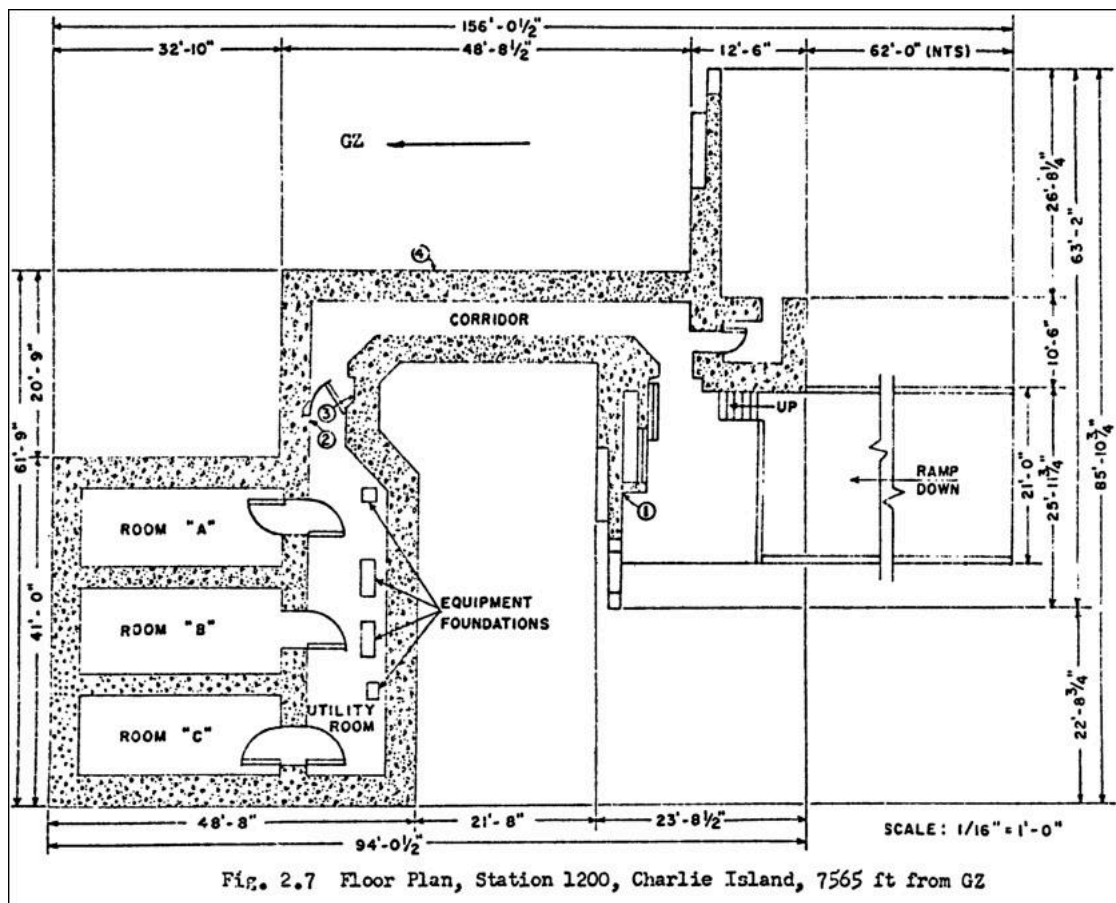 156'-0½"
32'-10"
48'-8½"
12'-6"
62'-0" (NTS)
GZ
26'-8¼"
63'-2"
85'-10¾"
④
CORRIDOR
10'-6"
20'-9"
61'-9"
③
②
UP
RAMP
DOWN
21'-0"
25'-11¾"
①
ROOM "A"
ROOM "B"
ROOM "C"
EQUIPMENT
FOUNDATIONS
UTILITY
ROOM
41'-0"
22'-8¾"
48'-8"
21'-8"
23'-8½"
94'-0½"
SCALE: 1/16" = 1'-0"
Fig. 2.7 Floor Plan, Station 1200, Charlie Island, 7565 ft from GZ